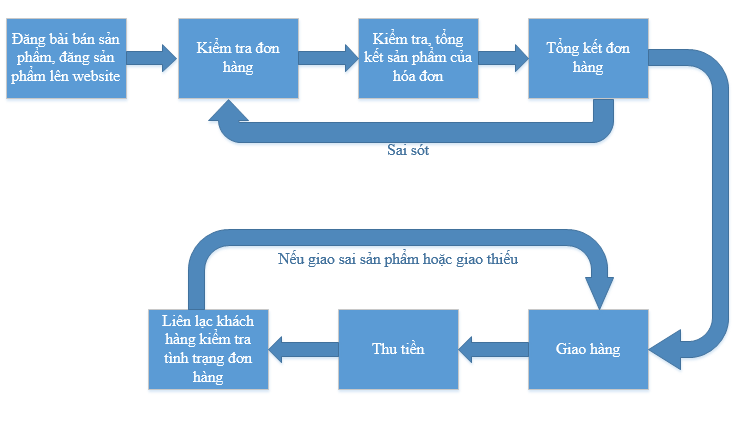 Đăng bài bán sản
phẩm, đăng sản
phẩm lên website
Kiểm tra đơn
hàng
Kiểm tra, tổng
kết sản phẩm của
hóa đơn
Tổng kết đơn
hàng
Sai sót
Nếu giao sai sản phẩm hoặc giao thiếu
Liên lạc khách
hàng kiểm tra
tình trạng đơn
hàng
Thu tiền
Giao hàng